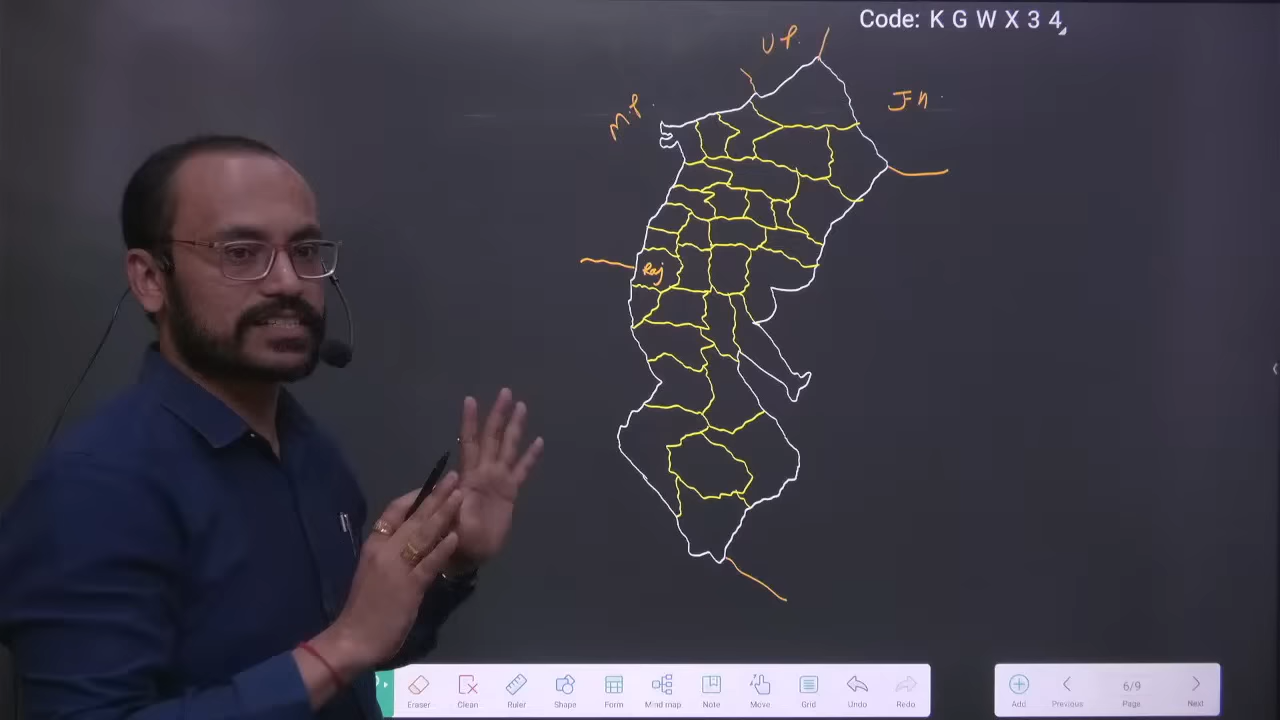 Code: K G W X 3 4
U P.
M.P.
J-H.
Raj
Eraser
Clean
Ruler
Shape
Form
Mind map
Note
Move
Grid
Undo
Redo
Add
Previous
6/9
Page
Next